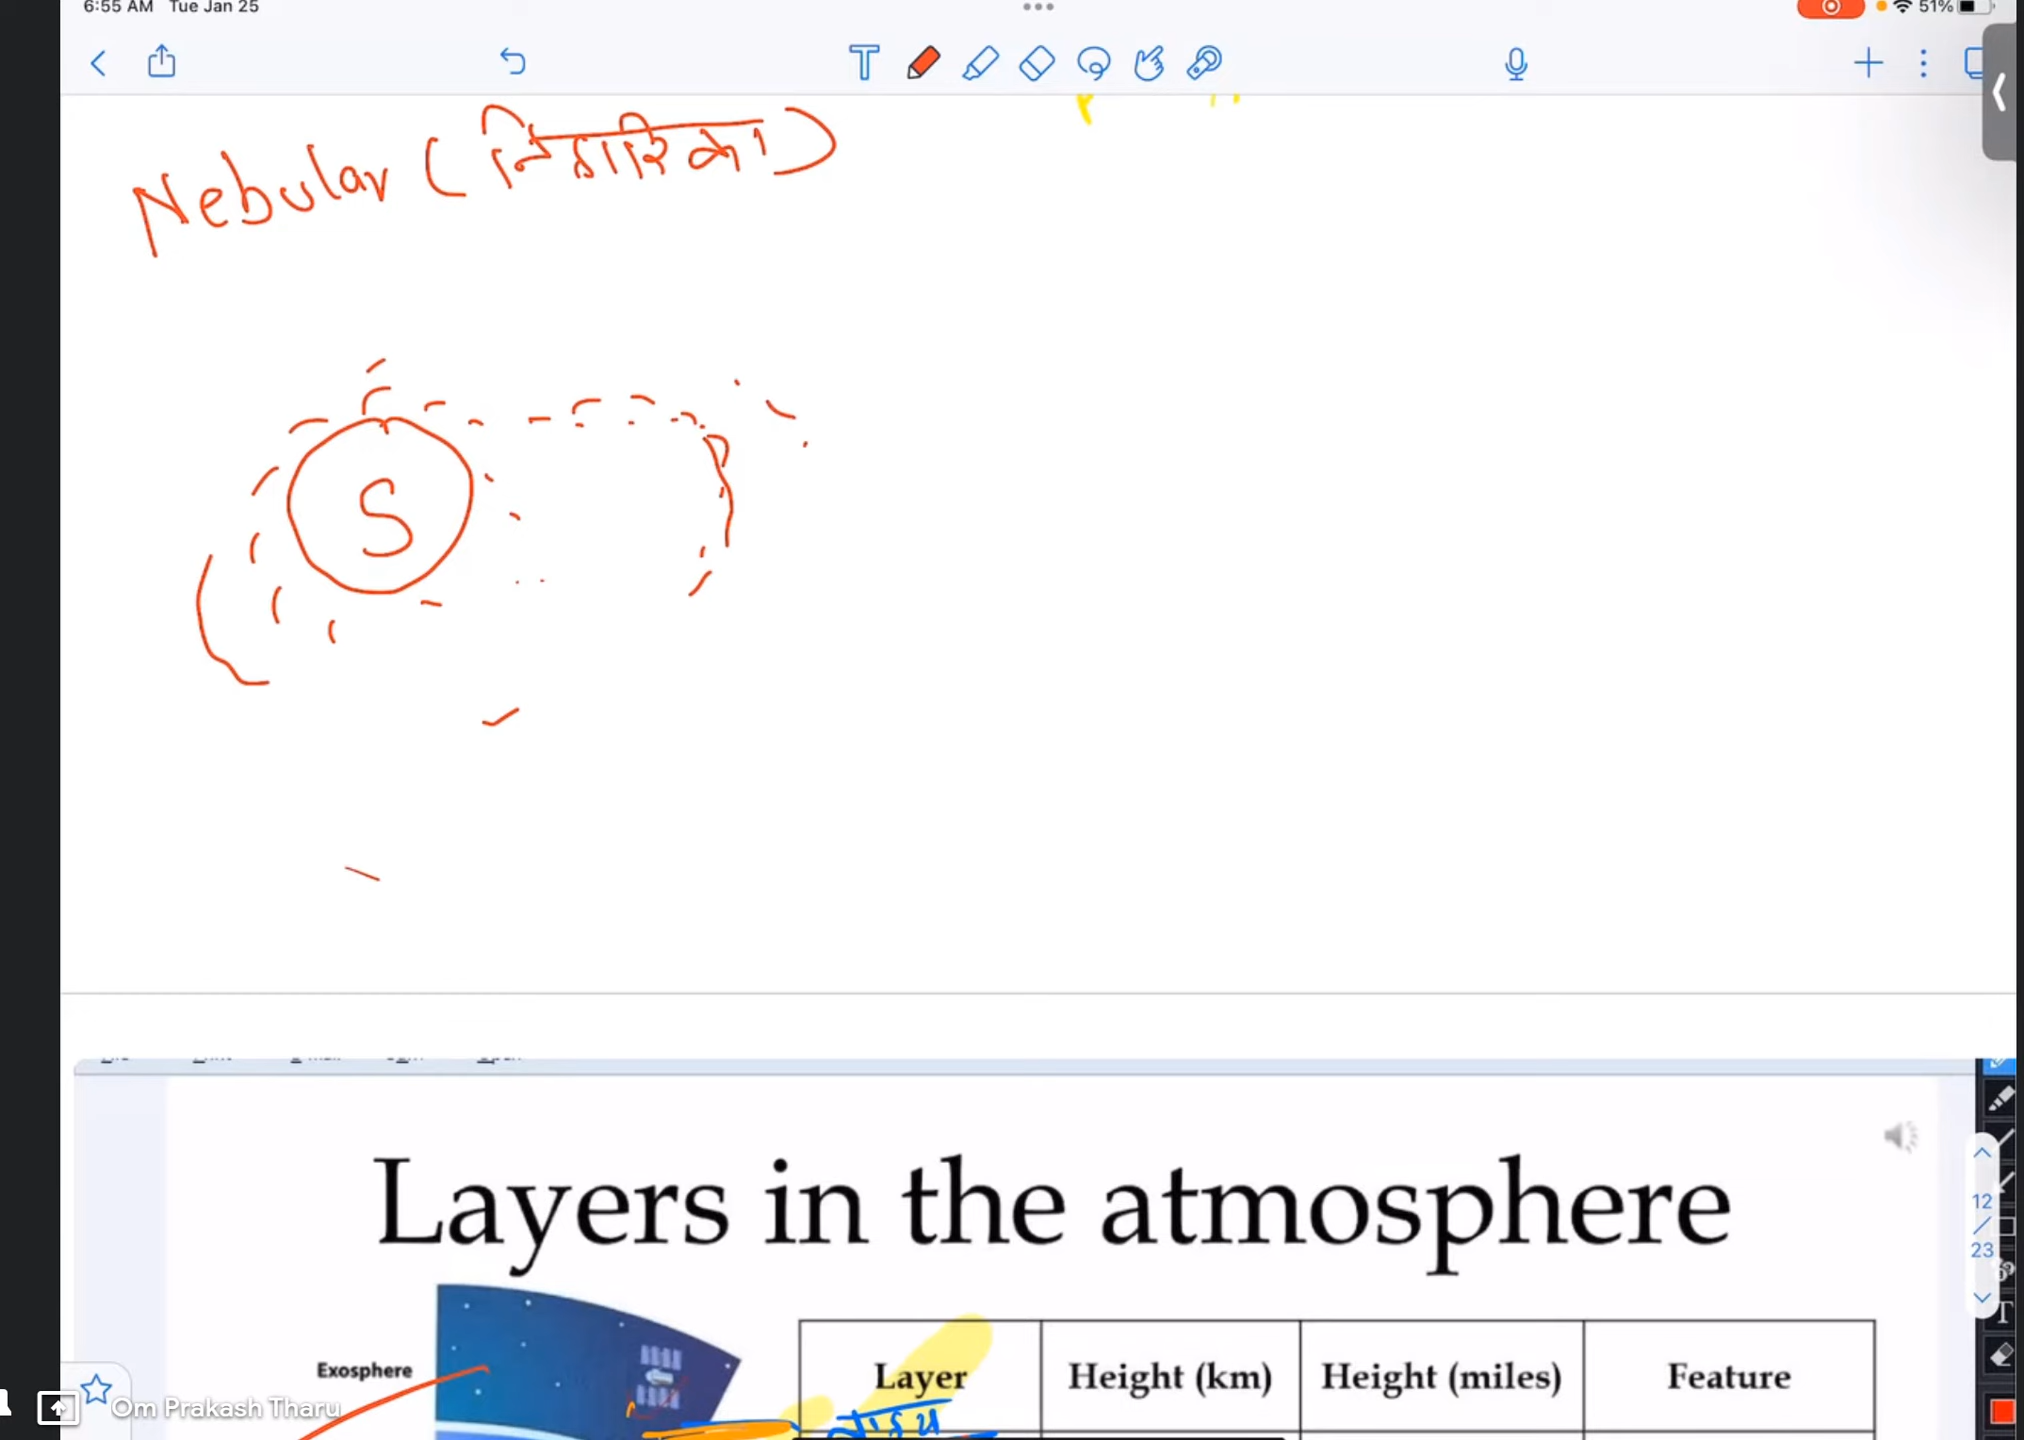 6:55 AM Tue Jan 25
51%
Nebular (निहारिका)
S
Layers in the atmosphere
12
23
Exosphere
Layer Height (km) Height (miles) Feature
Om Prakash Tharu